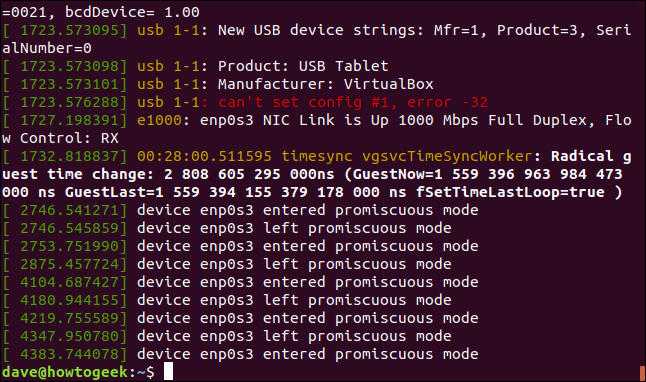 =0021, bcdDevice= 1.00
[ 1723.573095] usb 1-1: New USB device strings: Mfr=1, Product=3, Seri
alNumber=0
[ 1723.573098] usb 1-1: Product: USB Tablet
[ 1723.573101] usb 1-1: Manufacturer: VirtualBox
[ 1723.576288] usb 1-1: can't set config #1, error -32
[ 1727.198391] e1000: enp0s3 NIC Link is Up 1000 Mbps Full Duplex, Flo
w Control: RX
[ 1732.818837] 00:28:00.511595 timesync vgsvcTimeSyncWorker: Radical g
uest time change: 2 808 605 295 000ns (GuestNow=1 559 396 963 984 473
000 ns GuestLast=1 559 394 155 379 178 000 ns fSetTimeLastLoop=true )
[ 2746.541271] device enp0s3 entered promiscuous mode
[ 2746.545859] device enp0s3 left promiscuous mode
[ 2753.751990] device enp0s3 entered promiscuous mode
[ 2875.457724] device enp0s3 left promiscuous mode
[ 4104.687427] device enp0s3 entered promiscuous mode
[ 4180.944155] device enp0s3 left promiscuous mode
[ 4219.755589] device enp0s3 entered promiscuous mode
[ 4347.950780] device enp0s3 left promiscuous mode
[ 4383.744078] device enp0s3 entered promiscuous mode
dave@howtogeek:~$